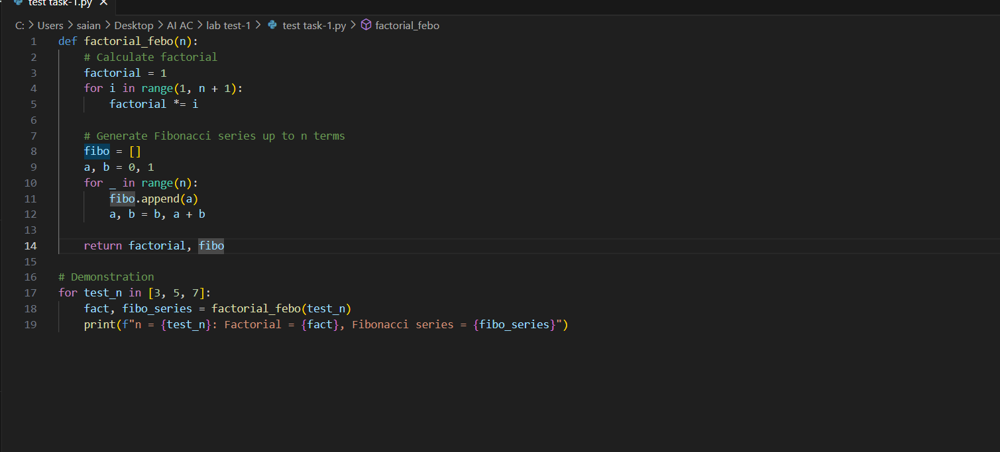 test task-1.py ×
C: > Users > saian > Desktop > AI AC > lab test-1 > test task-1.py > factorial_febo
1 def factorial_febo(n):
2     # Calculate factorial
3     factorial = 1
4     for i in range(1, n + 1):
5         factorial *= i
6
7     # Generate Fibonacci series up to n terms
8     fibo = []
9     a, b = 0, 1
10     for _ in range(n):
11         fibo.append(a)
12         a, b = b, a + b
13
14     return factorial, fibo
15
16 # Demonstration
17 for test_n in [3, 5, 7]:
18     fact, fibo_series = factorial_febo(test_n)
19     print(f"n = {test_n}: Factorial = {fact}, Fibonacci series = {fibo_series}")